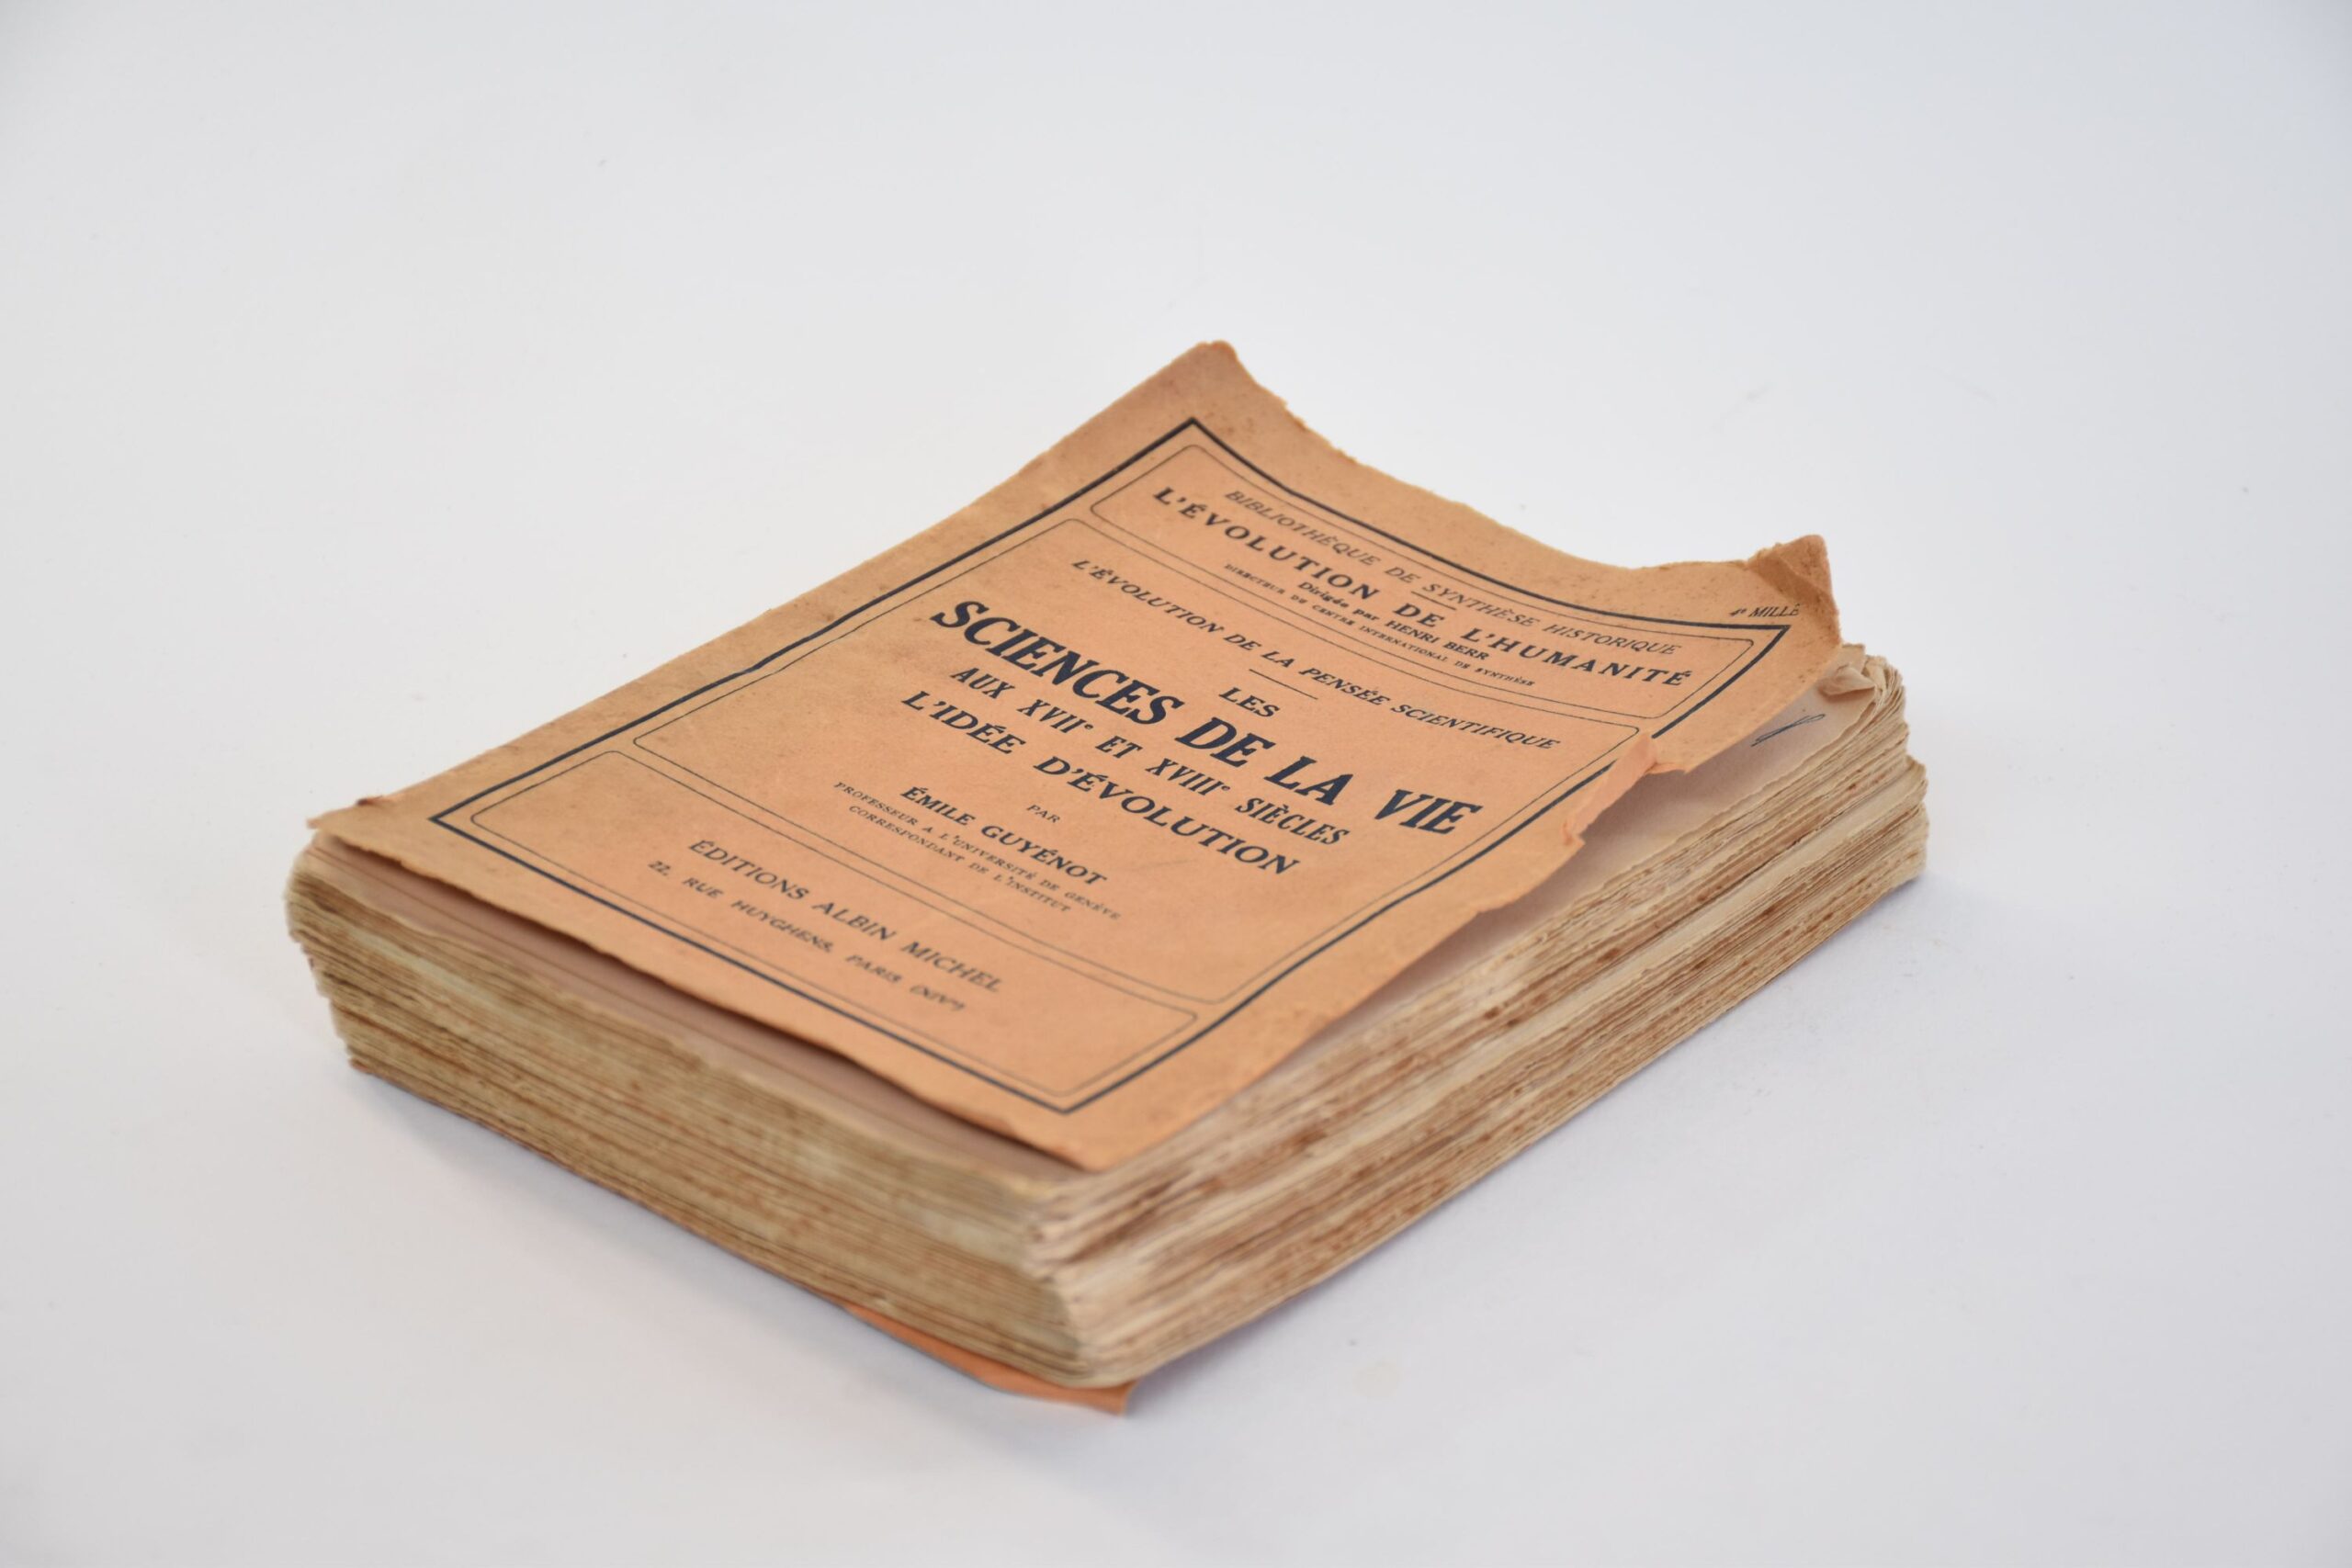 4e MILLE
BIBLIOTHÈQUE DE SYNTHÈSE HISTORIQUE
L'ÉVOLUTION DE L'HUMANITÉ
Dirigée par HENRI BERR
DIRECTEUR DU CENTRE INTERNATIONAL DE SYNTHÈSE
L'ÉVOLUTION DE LA PENSÉE SCIENTIFIQUE
LES
SCIENCES DE LA VIE
AUX XVIIe ET XVIIIe SIÈCLES
L'IDÉE D'ÉVOLUTION
PAR
ÉMILE GUYÉNOT
PROFESSEUR A L'UNIVERSITÉ DE GENÈVE
CORRESPONDANT DE L'INSTITUT
ÉDITIONS ALBIN MICHEL
22, RUE HUYGHENS, PARIS (XIVe)